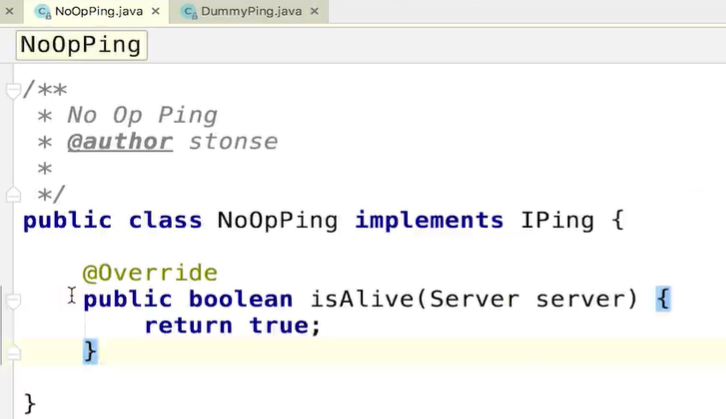 NoOpPing.java DummyPing.java
NoOpPing
/**
* No Op Ping
* @author stonse
*
*/
public class NoOpPing implements IPing {
@Override
public boolean isAlive(Server server) {
return true;
}
}